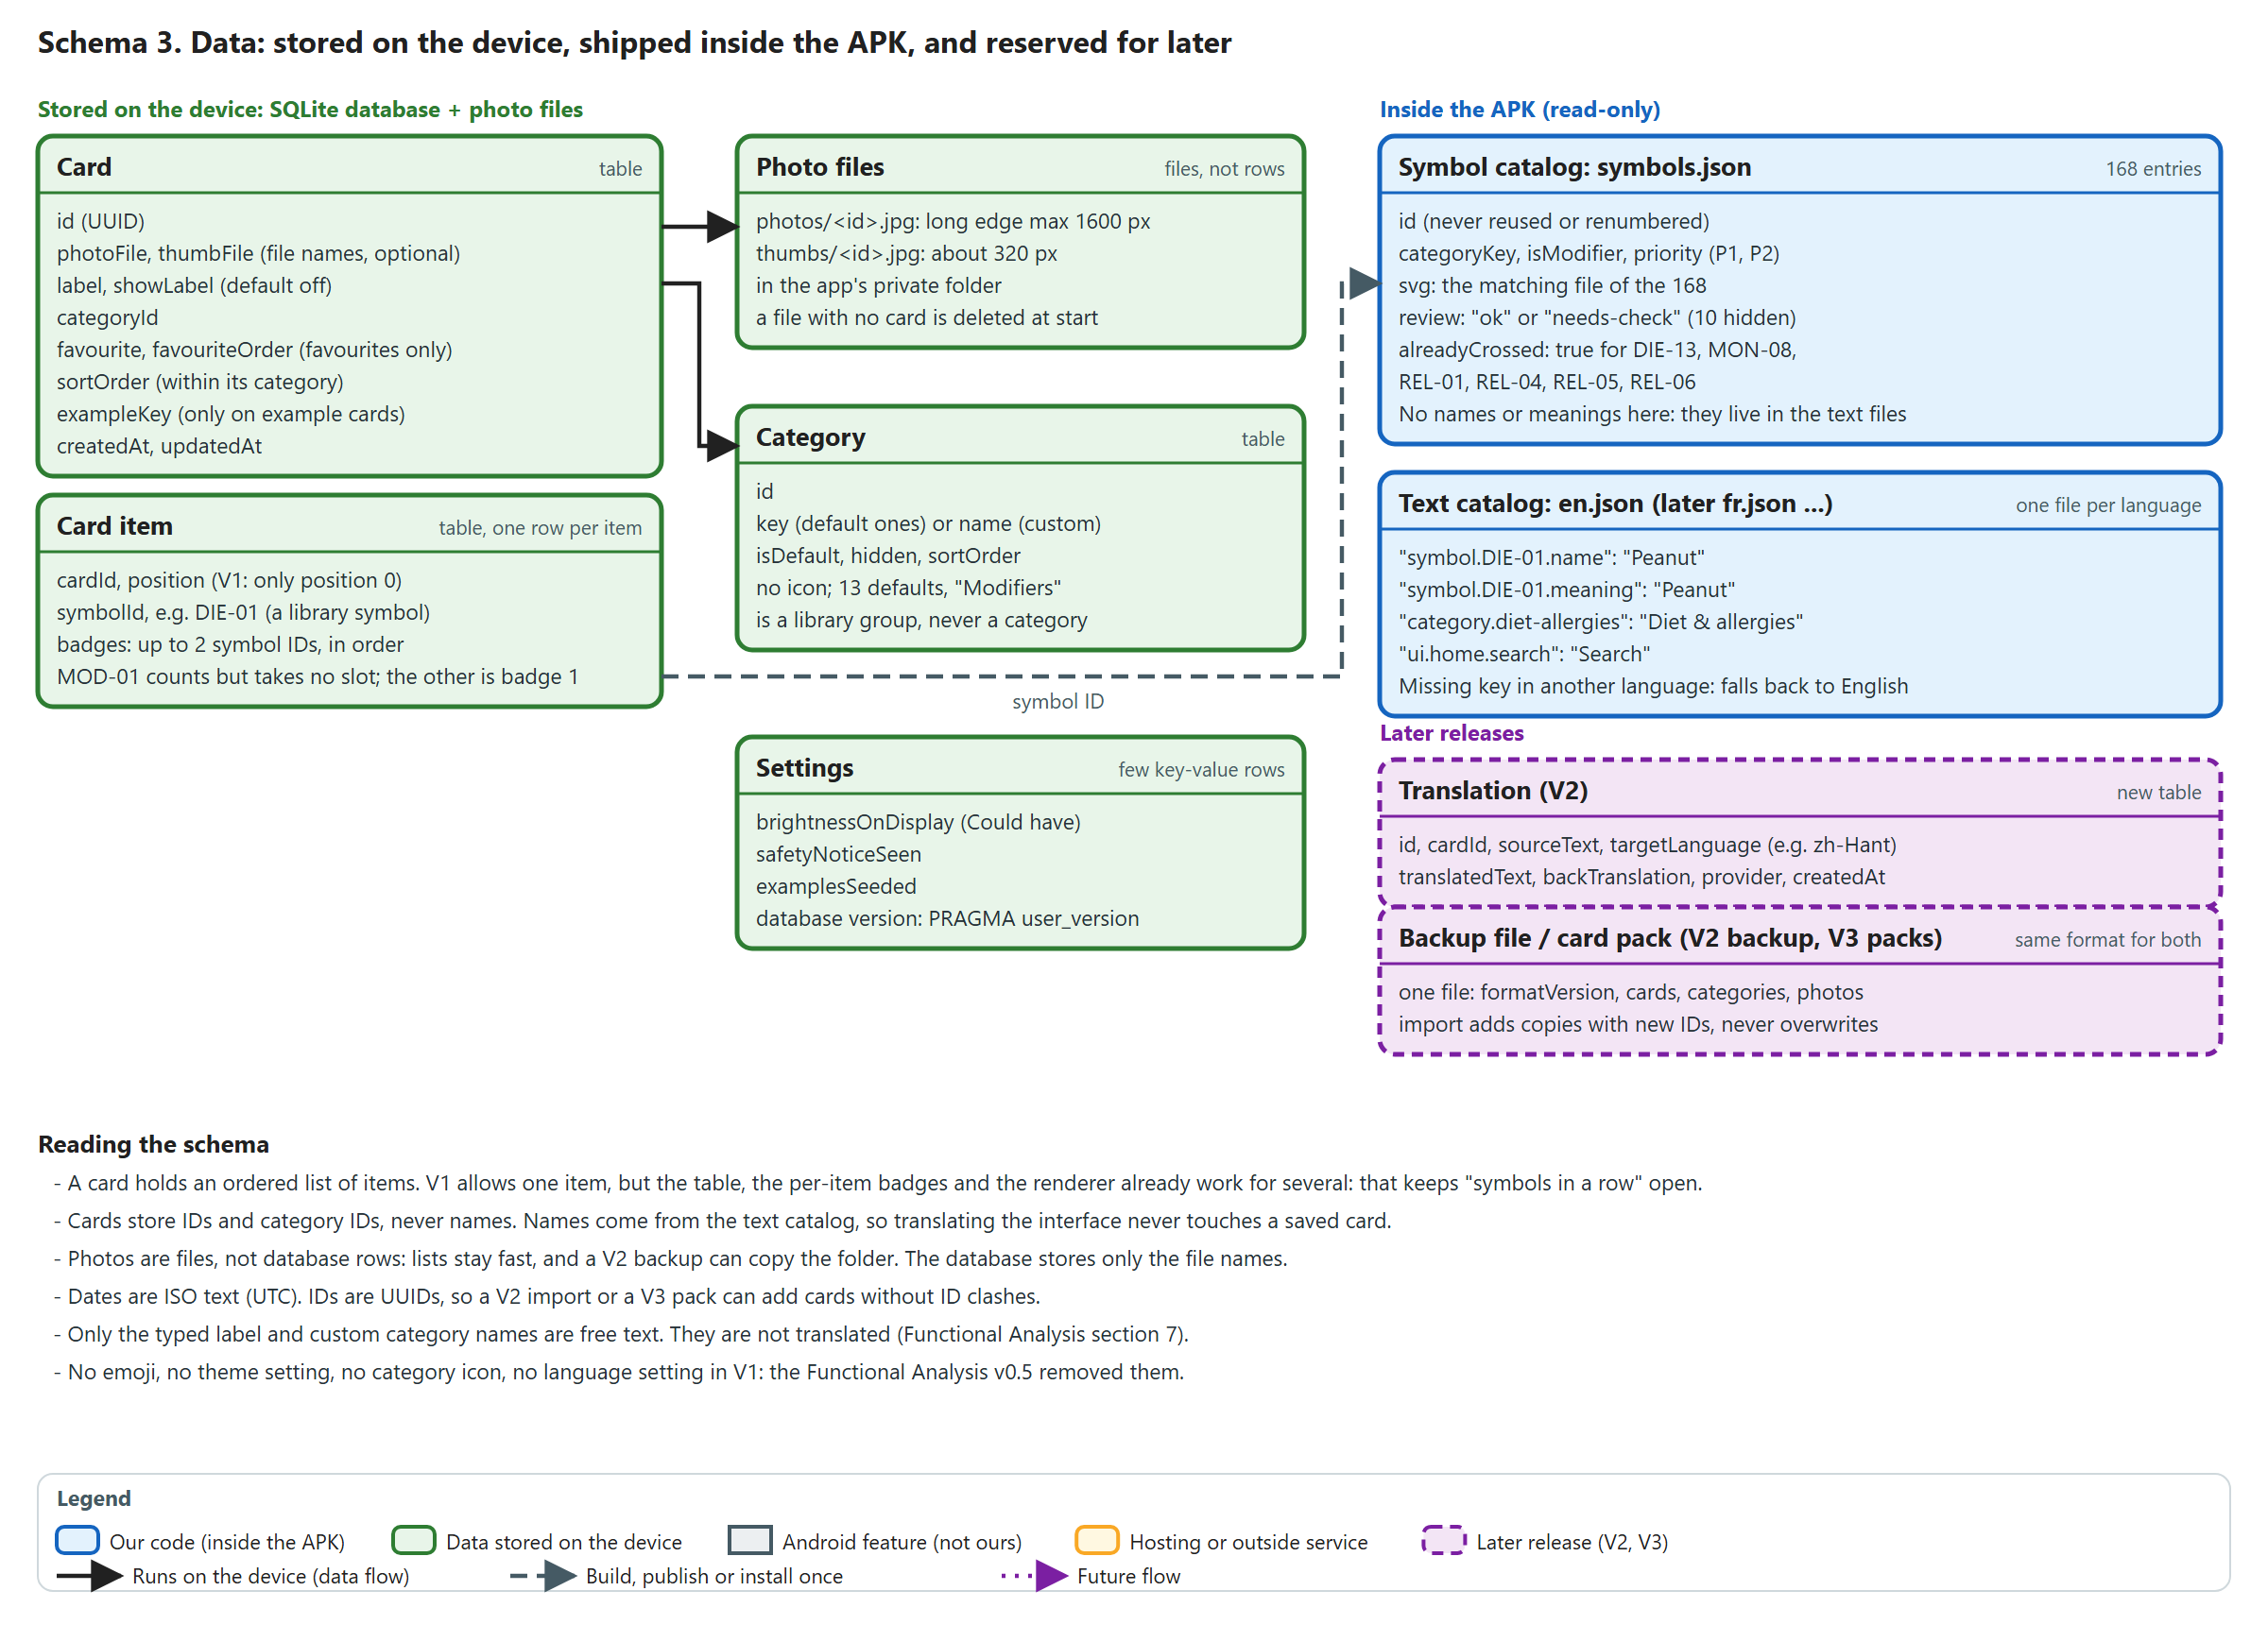 Schema 3. Data: stored on the device, shipped inside the APK, and reserved for later
Stored on the device: SQLite database + photo files
Card
table
id (UUID)
photoFile, thumbFile (file names, optional)
label, showLabel (default off)
categoryId
favourite, favouriteOrder (favourites only)
sortOrder (within its category)
exampleKey (only on example cards)
createdAt, updatedAt
Card item
table, one row per item
cardId, position (V1: only position 0)
symbolId, e.g. DIE-01 (a library symbol)
badges: up to 2 symbol IDs, in order
MOD-01 counts but takes no slot; the other is badge 1
Photo files
files, not rows
photos/<id>.jpg: long edge max 1600 px
thumbs/<id>.jpg: about 320 px
in the app's private folder
a file with no card is deleted at start
Category
table
id
key (default ones) or name (custom)
isDefault, hidden, sortOrder
no icon; 13 defaults, "Modifiers"
is a library group, never a category
symbol ID
Settings
few key-value rows
brightnessOnDisplay (Could have)
safetyNoticeSeen
examplesSeeded
database version: PRAGMA user_version
Inside the APK (read-only)
Symbol catalog: symbols.json
168 entries
id (never reused or renumbered)
categoryKey, isModifier, priority (P1, P2)
svg: the matching file of the 168
review: "ok" or "needs-check" (10 hidden)
alreadyCrossed: true for DIE-13, MON-08,
REL-01, REL-04, REL-05, REL-06
No names or meanings here: they live in the text files
Text catalog: en.json (later fr.json ...)
one file per language
"symbol.DIE-01.name": "Peanut"
"symbol.DIE-01.meaning": "Peanut"
"category.diet-allergies": "Diet & allergies"
"ui.home.search": "Search"
Missing key in another language: falls back to English
Later releases
Translation (V2)
new table
id, cardId, sourceText, targetLanguage (e.g. zh-Hant)
translatedText, backTranslation, provider, createdAt
Backup file / card pack (V2 backup, V3 packs)
same format for both
one file: formatVersion, cards, categories, photos
import adds copies with new IDs, never overwrites
Reading the schema
- A card holds an ordered list of items. V1 allows one item, but the table, the per-item badges and the renderer already work for several: that keeps "symbols in a row" open.
- Cards store IDs and category IDs, never names. Names come from the text catalog, so translating the interface never touches a saved card.
- Photos are files, not database rows: lists stay fast, and a V2 backup can copy the folder. The database stores only the file names.
- Dates are ISO text (UTC). IDs are UUIDs, so a V2 import or a V3 pack can add cards without ID clashes.
- Only the typed label and custom category names are free text. They are not translated (Functional Analysis section 7).
- No emoji, no theme setting, no category icon, no language setting in V1: the Functional Analysis v0.5 removed them.
Legend
Our code (inside the APK)
Data stored on the device
Android feature (not ours)
Hosting or outside service
Later release (V2, V3)
Runs on the device (data flow)
Build, publish or install once
Future flow